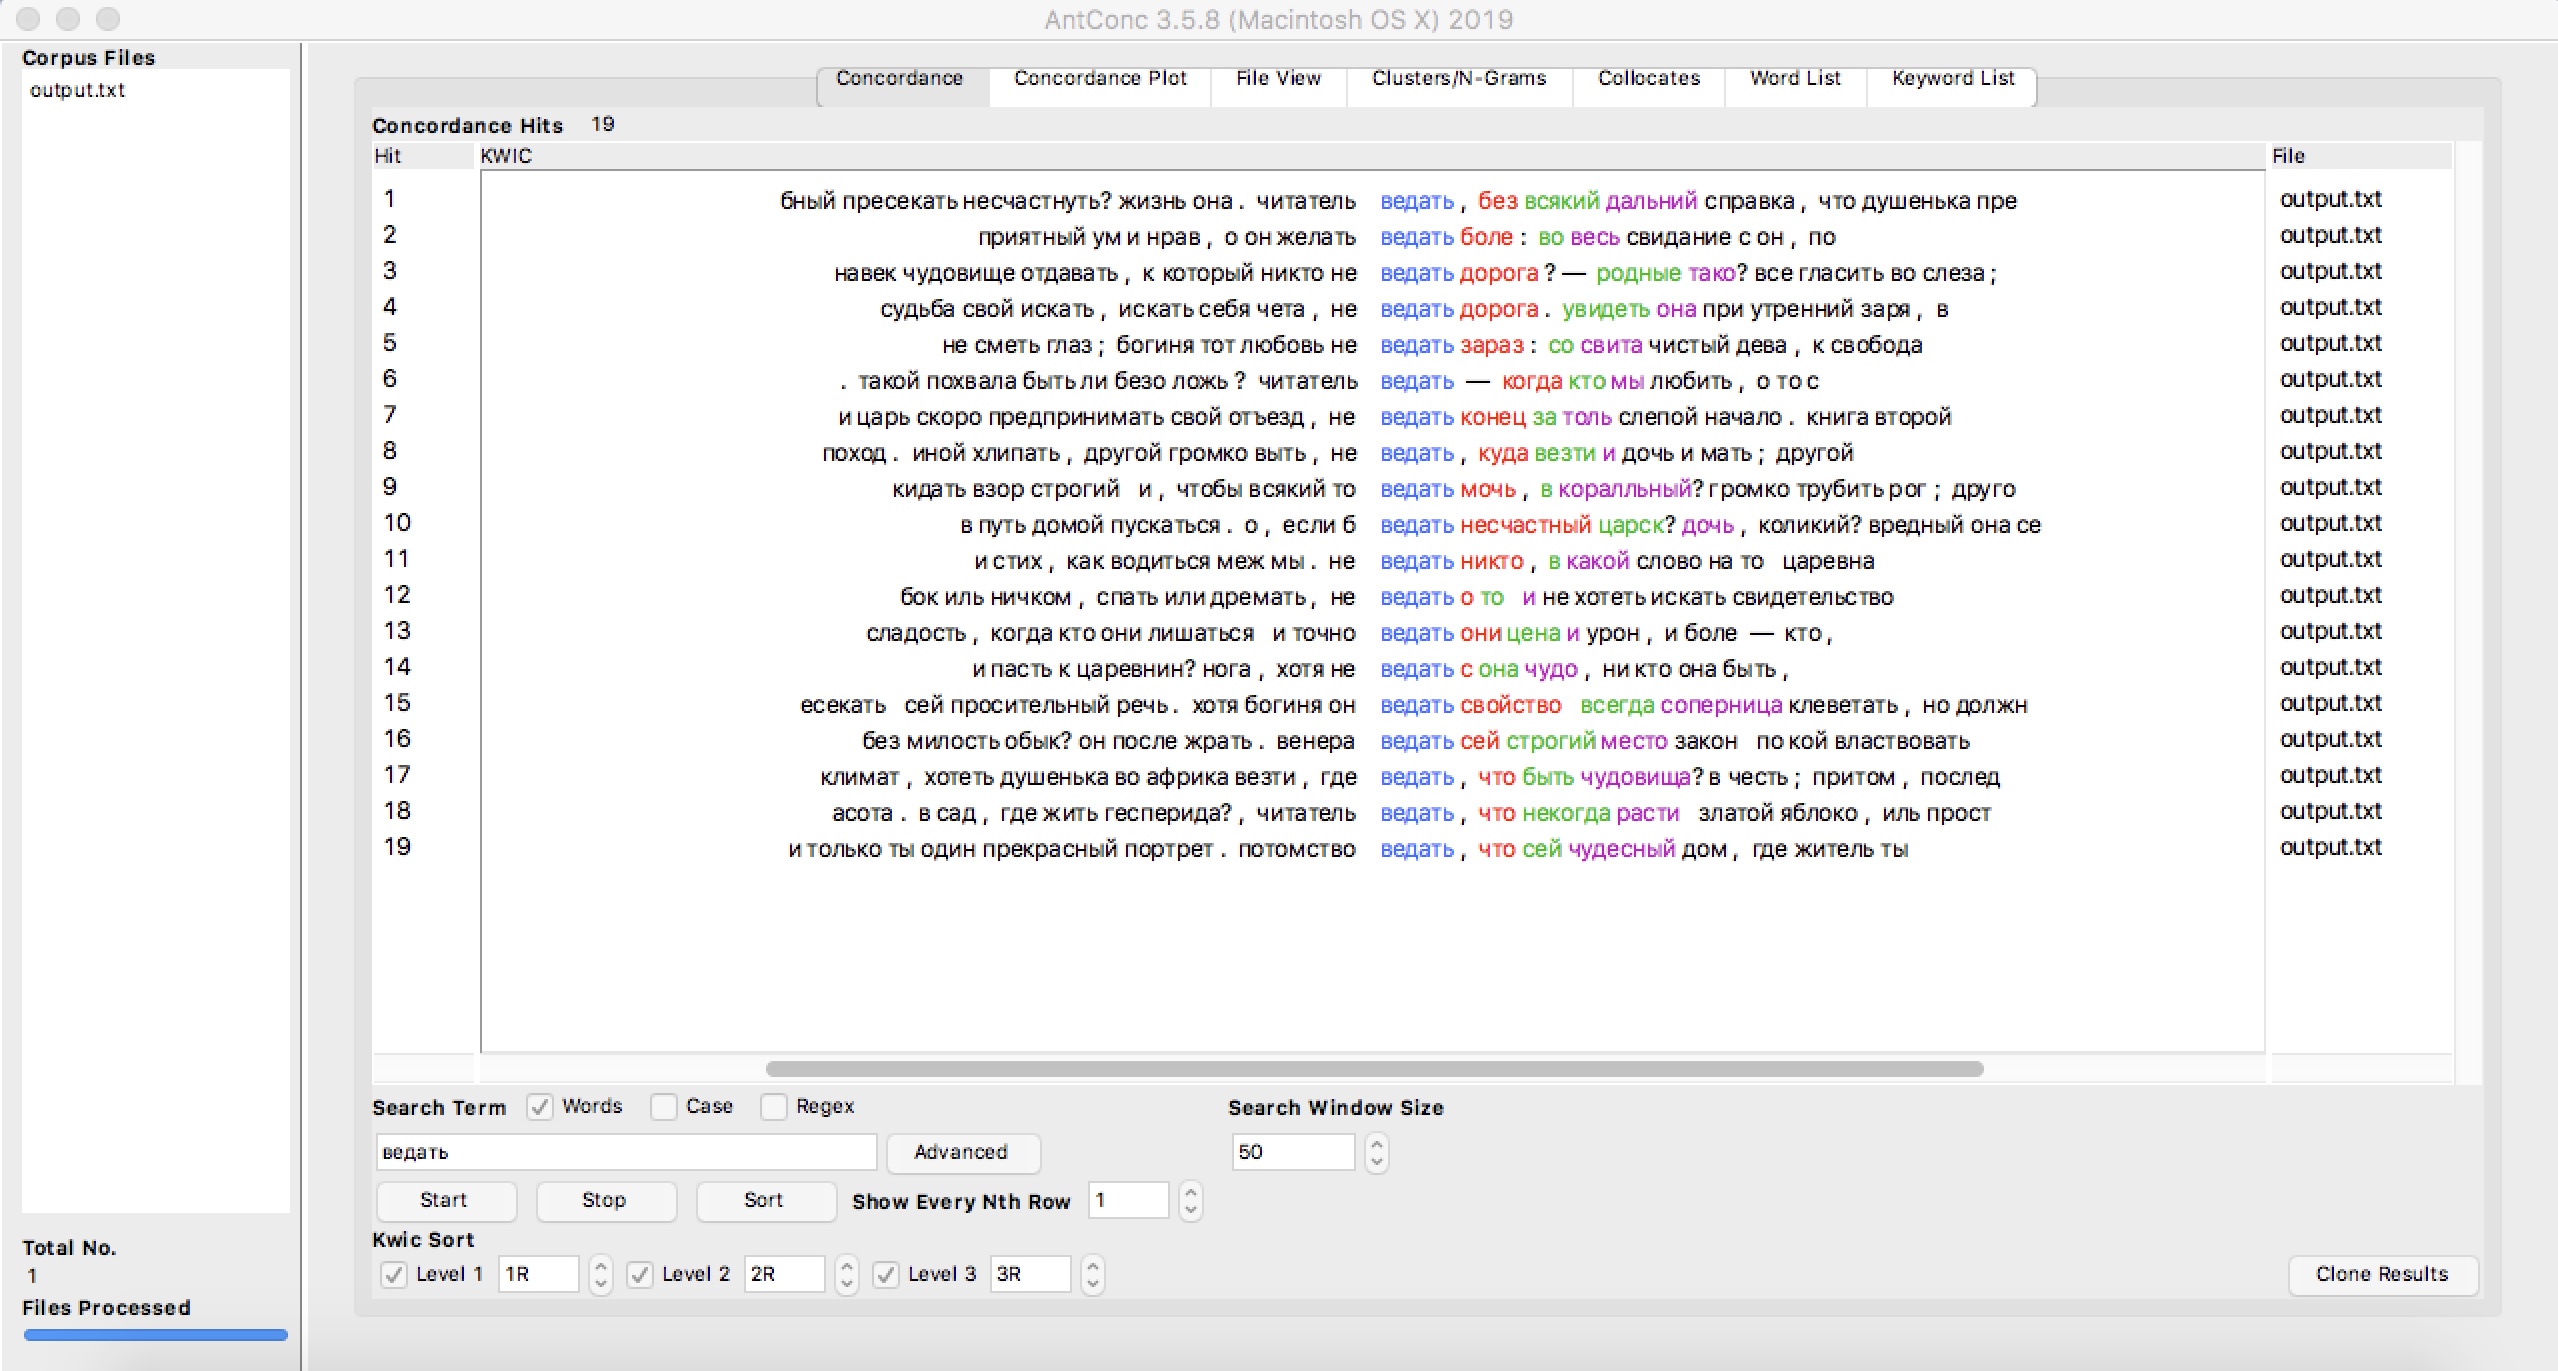 AntConc 3.5.8 (Macintosh OS X) 2019
Corpus Files
output.txt
Concordance Concordance Plot File View Clusters/N-Grams Collocates Word List Keyword List
Concordance Hits 19
Hit KWIC File
1 бный пресекать несчастнуть? жизнь она . читатель ведать , без всякий дальний справка , что душенька пре output.txt
2 приятный ум и нрав , о он желать ведать боле : во весь свидание с он , по output.txt
3 навек чудовище отдавать , к который никто не ведать дорога ? — родные тако? все гласить во слеза ; output.txt
4 судьба свой искать , искать себя чета , не ведать дорога . увидеть она при утренний заря , в output.txt
5 не сметь глаз ; богиня тот любовь не ведать зараз : со свита чистый дева , к свобода output.txt
6 . такой похвала быть ли безо ложь ? читатель ведать — когда кто мы любить , о то с output.txt
7 и царь скоро предпринимать свой отъезд , не ведать конец за толь слепой начало . книга второй output.txt
8 поход . иной хлипать , другой громко выть , не ведать , куда везти и дочь и мать ; другой output.txt
9 кидать взор строгий и , чтобы всякий то ведать мочь , в коралльный? громко трубить рог ; друго output.txt
10 в путь домой пускаться . о , если б ведать несчастный царск? дочь , коликий? вредный она се output.txt
11 и стих , как водиться меж мы . не ведать никто , в какой слово на то царевна output.txt
12 бок иль ничком , спать или дремать , не ведать о то и не хотеть искать свидетельство output.txt
13 сладость , когда кто они лишаться и точно ведать они цена и урон , и боле — кто , output.txt
14 и пасть к царевнин? нога , хотя не ведать с она чудо , ни кто она быть , output.txt
15 есекать сей просительный речь . хотя богиня он ведать свойство всегда соперница клеветать , но должн output.txt
16 без милость обык? он после жрать . венера ведать сей строгий место закон по кой властвовать output.txt
17 климат , хотеть душенька во африка везти , где ведать , что быть чудовища? в честь ; притом , послед output.txt
18 асота . в сад , где жить гесперида? , читатель ведать , что некогда расти златой яблоко , иль прост output.txt
19 и только ты один прекрасный портрет . потомство ведать , что сей чудесный дом , где житель ты output.txt
Search Term Words Case Regex Search Window Size
ведать Advanced 50
Start Stop Sort Show Every Nth Row 1
Kwic Sort
Level 1 1R Level 2 2R Level 3 3R Clone Results
Total No.
1
Files Processed